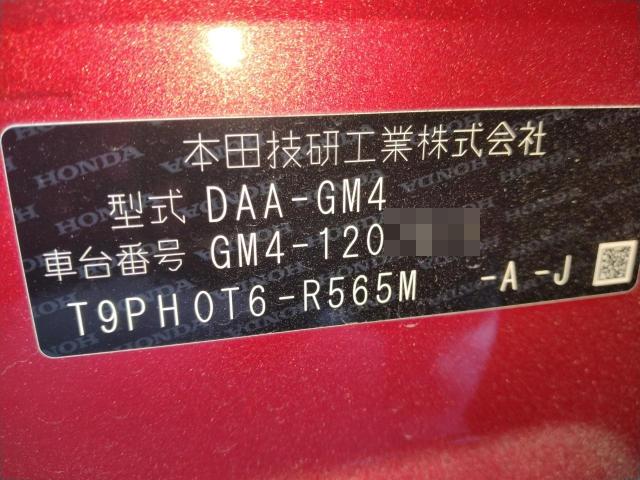 本田技研工業株式会社
型式 DAA-GM4
車台番号 GM4-120
T9PH0T6-R565M -A -J